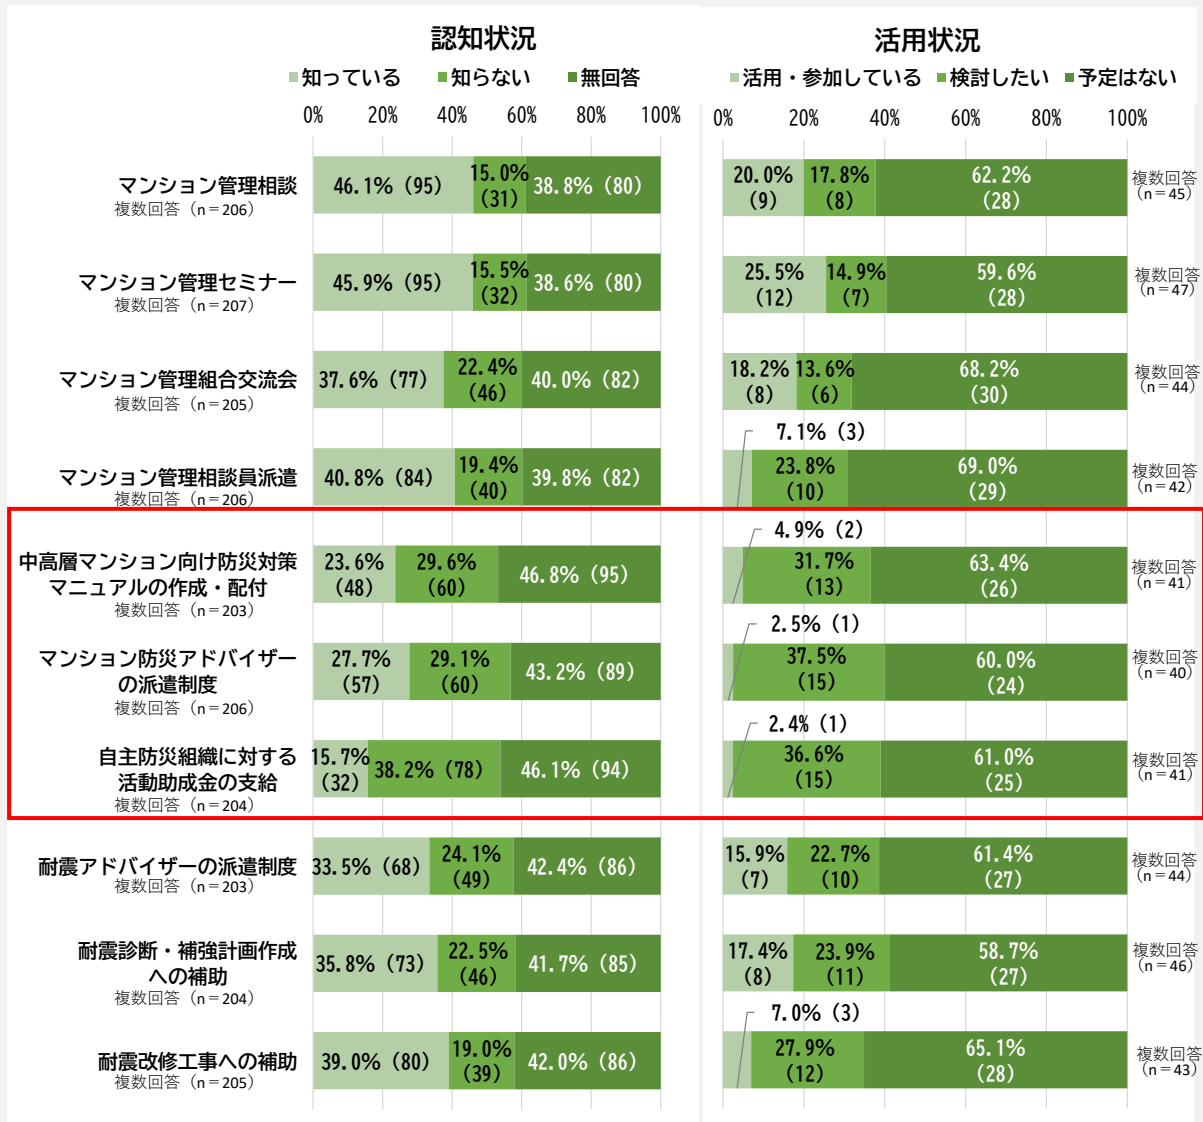 認知状況
知っている 知らない 無回答
0% 20% 40% 60% 80% 100%
活用状況
活用・参加している 検討したい 予定はない
0% 20% 40% 60% 80% 100%
マンション管理相談
複数回答（n＝206）
46.1% (95)
15.0%
(31)
38.8% (80)
20.0%
(9)
17.8%
(8)
62.2%
(28)
複数回答
（n＝45）
マンション管理セミナー
複数回答（n＝207）
45.9% (95)
15.5%
(32)
38.6% (80)
25.5%
(12)
14.9%
(7)
59.6%
(28)
複数回答
（n＝47）
マンション管理組合交流会
複数回答（n＝205）
37.6% (77)
22.4%
(46)
40.0% (82)
18.2%
(8)
13.6%
(6)
68.2%
(30)
複数回答
（n＝44）
マンション管理相談員派遣
複数回答（n＝206）
40.8% (84)
19.4%
(40)
39.8% (82)
7.1% (3)
23.8%
(10)
69.0%
(29)
複数回答
（n＝42）
中高層マンション向け防災対策
マニュアルの作成・配付
複数回答（n＝203）
23.6%
(48)
29.6%
(60)
46.8% (95)
4.9% (2)
31.7%
(13)
63.4%
(26)
複数回答
（n＝41）
マンション防災アドバイザー
の派遣制度
複数回答（n＝206）
27.7%
(57)
29.1%
(60)
43.2% (89)
2.5% (1)
37.5%
(15)
60.0%
(24)
複数回答
（n＝40）
自主防災組織に対する
活動助成金の支給
複数回答（n＝204）
15.7%
(32)
38.2% (78)
46.1% (94)
2.4% (1)
36.6%
(15)
61.0%
(25)
複数回答
（n＝41）
耐震アドバイザーの派遣制度
複数回答（n＝203）
33.5% (68)
24.1%
(49)
42.4% (86)
15.9%
(7)
22.7%
(10)
61.4%
(27)
複数回答
（n＝44）
耐震診断・補強計画作成
への補助
複数回答（n＝204）
35.8% (73)
22.5%
(46)
41.7% (85)
17.4%
(8)
23.9%
(11)
58.7%
(27)
複数回答
（n＝46）
耐震改修工事への補助
複数回答（n＝205）
39.0% (80)
19.0%
(39)
42.0% (86)
7.0% (3)
27.9%
(12)
65.1%
(28)
複数回答
（n＝43）